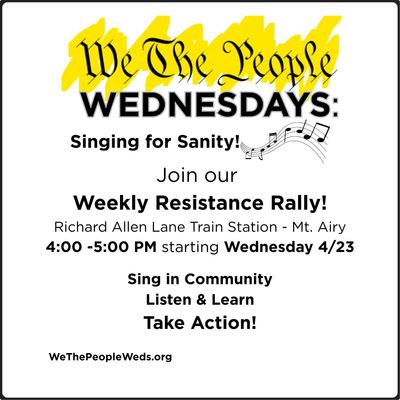 We The People
WEDNESDAYS:
Singing for Sanity!
Join our
Weekly Resistance Rally!
Richard Allen Lane Train Station - Mt. Airy
4:00 -5:00 PM starting Wednesday 4/23
Sing in Community
Listen & Learn
Take Action!
WeThePeopleWeds.org